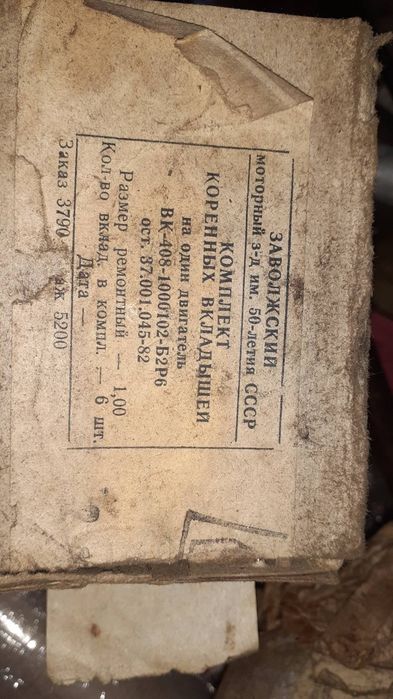 ЗАВОЛЖСКИЙ
моторный з-д им. 50-летия СССР
КОМПЛЕКТ
КОРЕННЫХ ВКЛАДЫШЕЙ
на один двигатель
ВК-408-1000102-Б2Р6
ост. 37.001.045-82
Размер ремонтный — 1,00
Кол-во вклад. в компл. — 6 шт.
Дата —
Заказ 3790 аж 5200